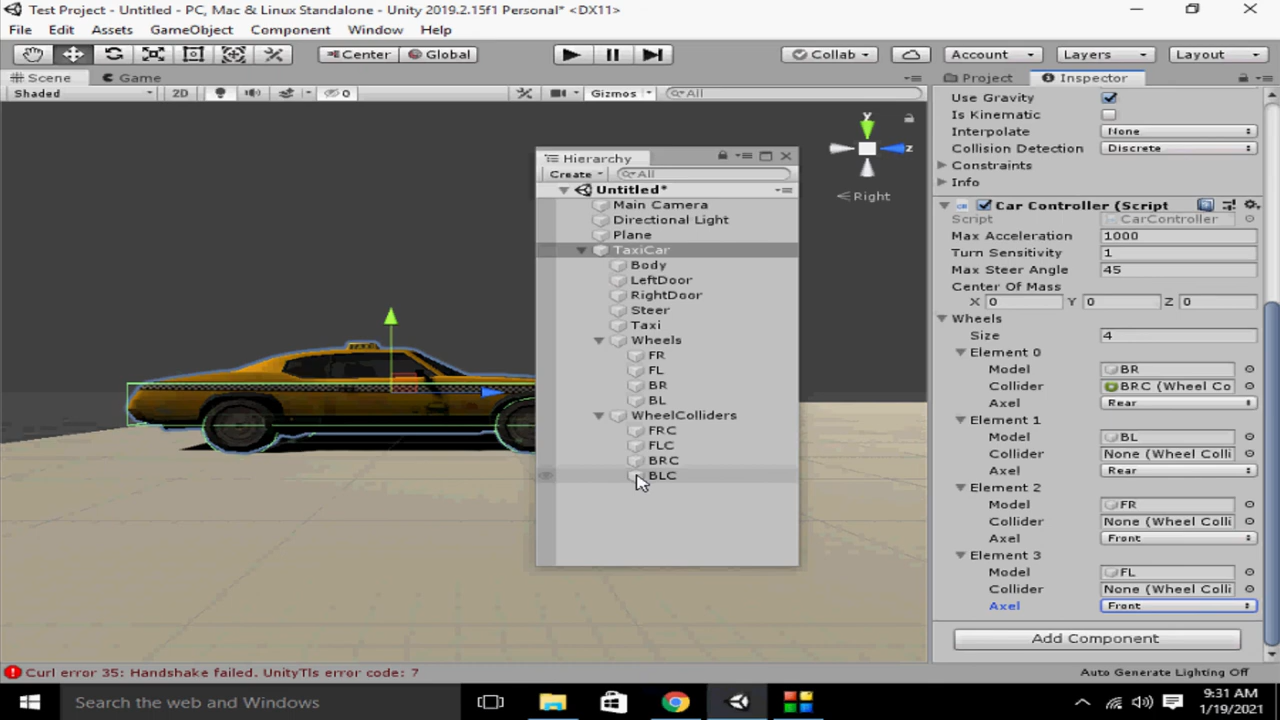 Test Project - Untitled - PC, Mac & Linux Standalone - Unity 2019.2.15f1 Personal* <DX11>
File Edit Assets GameObject Component Window Help
Center Global Collab Account Layers Layout
Scene Game
Shaded 2D 0 Gizmos All
y
z
Right
Hierarchy
Create All
Untitled*
Main Camera
Directional Light
Plane
TaxiCar
Body
LeftDoor
RightDoor
Steer
Taxi
Wheels
FR
FL
BR
BL
WheelColliders
FRC
FLC
BRC
BLC
Project Inspector
Use Gravity
Is Kinematic
Interpolate None
Collision Detection Discrete
Constraints
Info
Car Controller (Script
Script CarController
Max Acceleration 1000
Turn Sensitivity 1
Max Steer Angle 45
Center Of Mass
X 0 Y 0 Z 0
Wheels
Size 4
Element 0
Model BR
Collider BRC (Wheel Co
Axel Rear
Element 1
Model BL
Collider None (Wheel Colli
Axel Rear
Element 2
Model FR
Collider None (Wheel Colli
Axel Front
Element 3
Model FL
Collider None (Wheel Colli
Axel Front
Add Component
Curl error 35: Handshake failed. UnityTls error code: 7
Auto Generate Lighting Off
Search the web and Windows
9:31 AM
1/19/2021